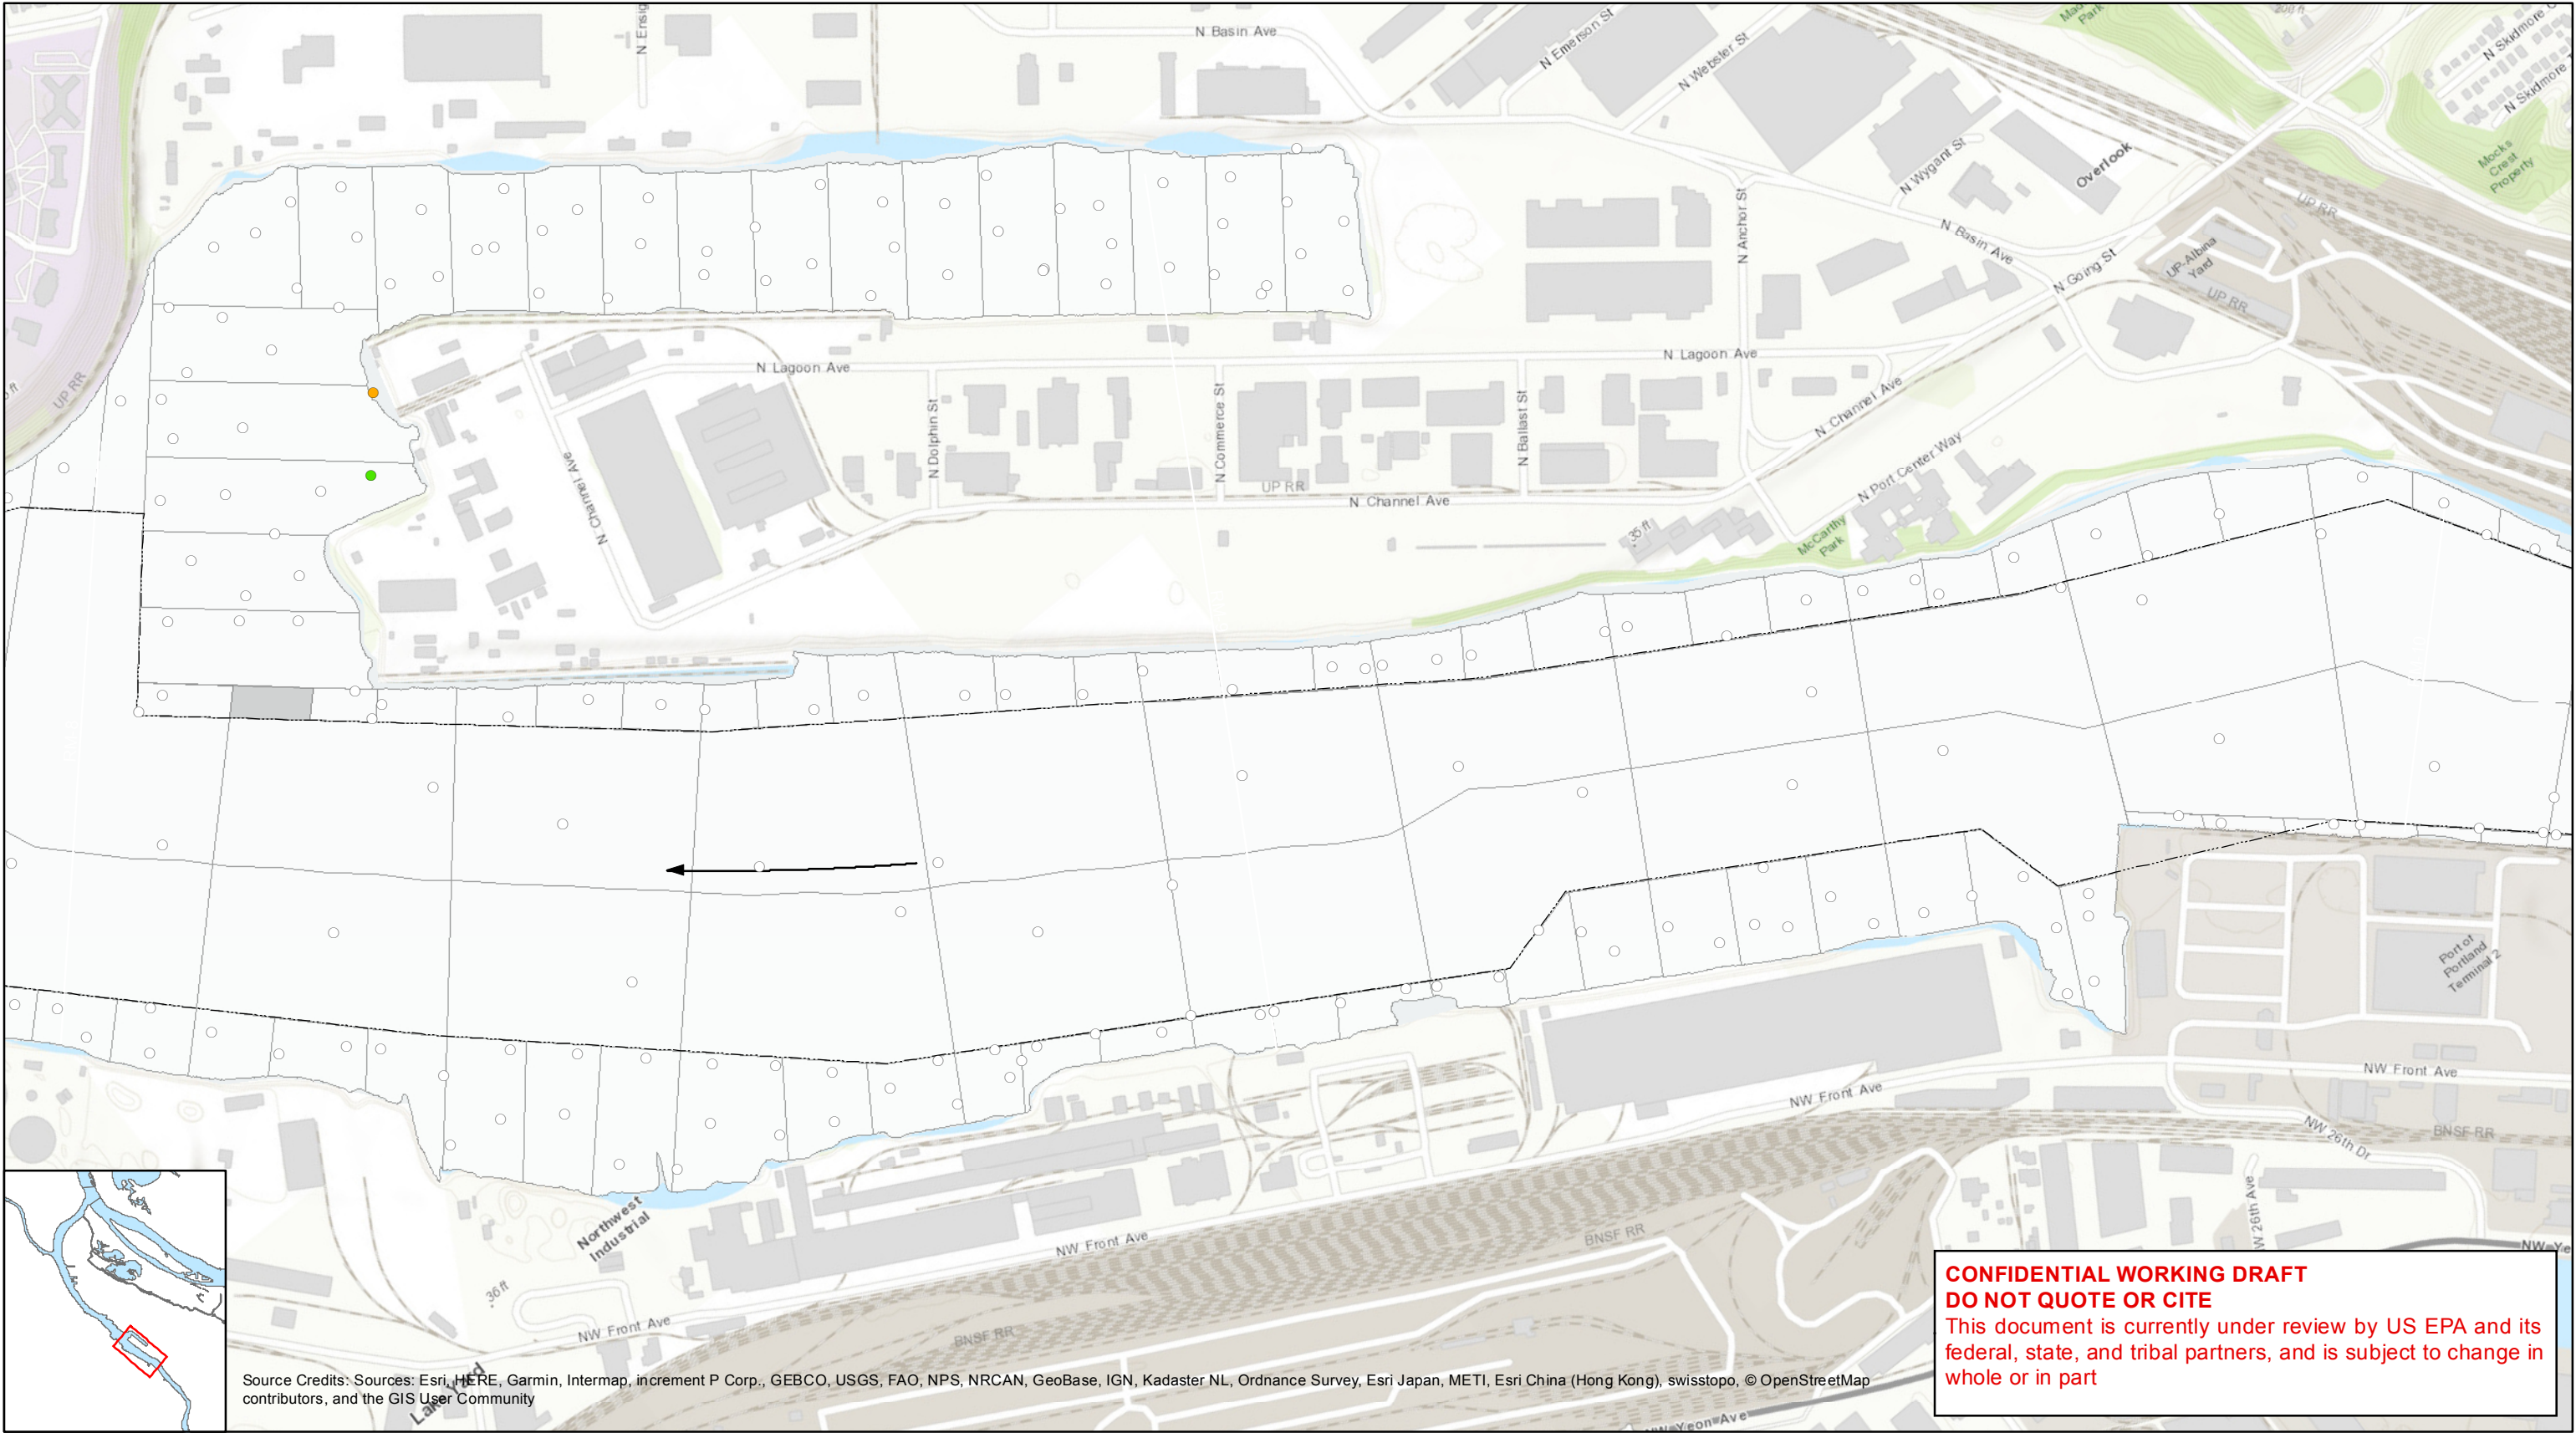 N Basin Ave
N Emerson St
N Webster St
200 ft
N Skidmore
N Skidmore
N Wygant St
Overlook
Mocks
Crest
Property
N Anchor St
N Basin Ave
UP RR
UP-Albina
Yard
N Going St
UP RR
UP RR
N Lagoon Ave
N Lagoon Ave
N Dolphin St
N Commerce St
N Ballast St
N Channel Ave
N Channel Ave
UP RR
N Channel Ave
N Port Center Way
35 ft
McCarthy
Park
Port of
Portland
Terminal 2
NW Front Ave
NW Front Ave
NW 26th Dr
BNSF RR
W 26th Ave
Northwest
Industrial
NW Front Ave
BNSF RR
36 ft
NW Front Ave
BNSF RR
NW Yeon Ave
CONFIDENTIAL WORKING DRAFT
DO NOT QUOTE OR CITE
This document is currently under review by US EPA and its
federal, state, and tribal partners, and is subject to change in
whole or in part
Source Credits: Sources: Esri, HERE, Garmin, Intermap, increment P Corp., GEBCO, USGS, FAO, NPS, NRCAN, GeoBase, IGN, Kadaster NL, Ordnance Survey, Esri Japan, METI, Esri China (Hong Kong), swisstopo, © OpenStreetMap
contributors, and the GIS User Community